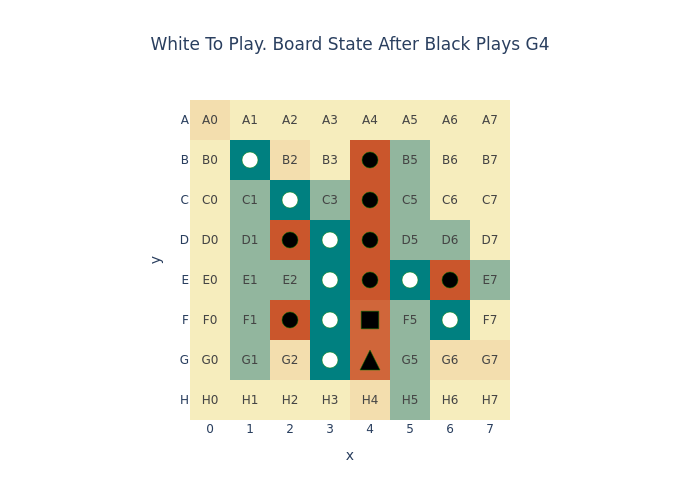 White To Play. Board State After Black Plays G4
A A0 A1 A2 A3 A4 A5 A6 A7
B B0 B2 B3 B5 B6 B7
C C0 C1 C3 C5 C6 C7
D D0 D1 D5 D6 D7
E E0 E1 E2 E7
F F0 F1 F5 F7
G G0 G1 G2 G5 G6 G7
H H0 H1 H2 H3 H4 H5 H6 H7
0 1 2 3 4 5 6 7
x
y